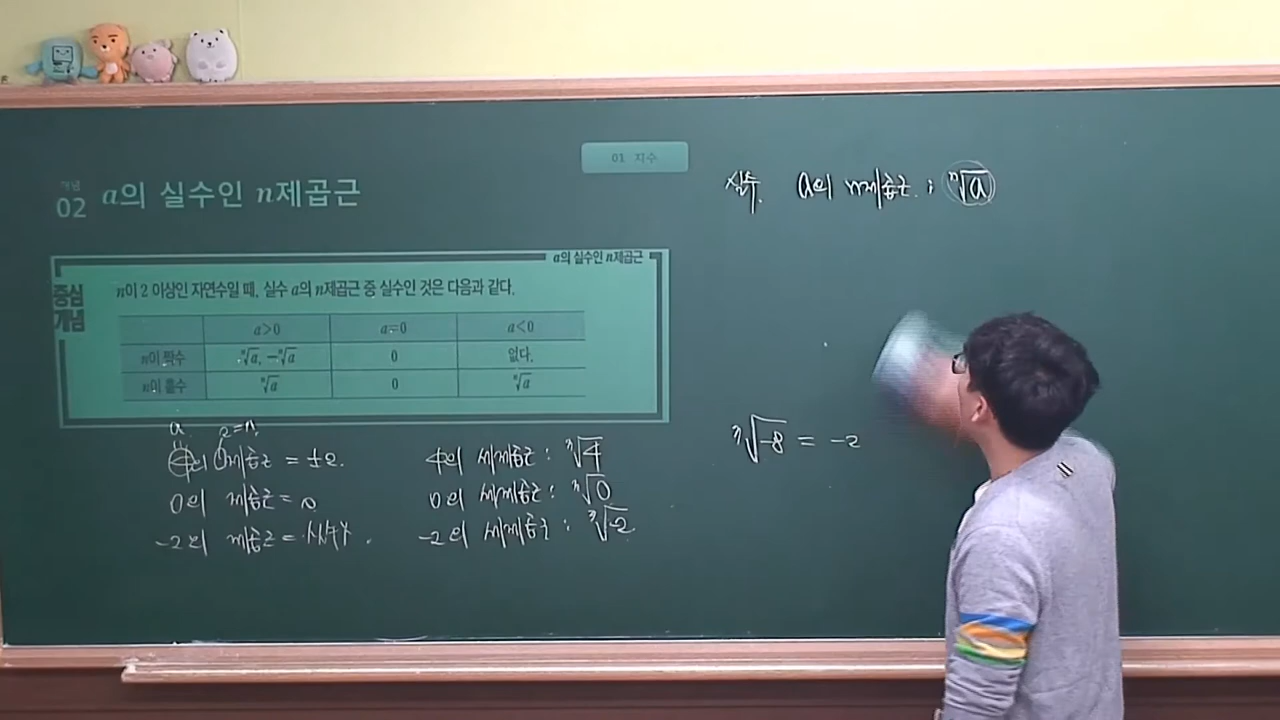 01 지수
개념
02 a의 실수인 n제곱근
a의 실수인 n제곱근
중심
개념
n이 2 이상인 자연수일 때, 실수 a의 n제곱근 중 실수인 것은 다음과 같다.
a>0 a=0 a<0
n이 짝수 ⁿ√a, −ⁿ√a 0 없다.
n이 홀수 ⁿ√a 0 ⁿ√a
a 2=n.
4의 제곱근 = ±2.
0의 제곱근 = 0
-2의 제곱근 =
4의 세제곱근 : ³√4
0의 세제곱근 : ³√0
-2의 세제곱근 : ³√-2
실수 a의 n제곱근 : ⁿ√a
³√-8 = -2